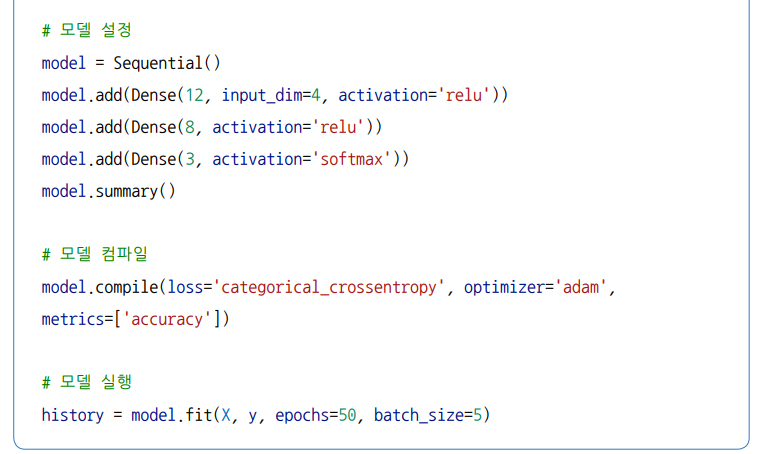 # 모델 설정
model = Sequential()
model.add(Dense(12, input_dim=4, activation='relu'))
model.add(Dense(8, activation='relu'))
model.add(Dense(3, activation='softmax'))
model.summary()
# 모델 컴파일
model.compile(loss='categorical_crossentropy', optimizer='adam',
metrics=['accuracy'])
# 모델 실행
history = model.fit(X, y, epochs=50, batch_size=5)